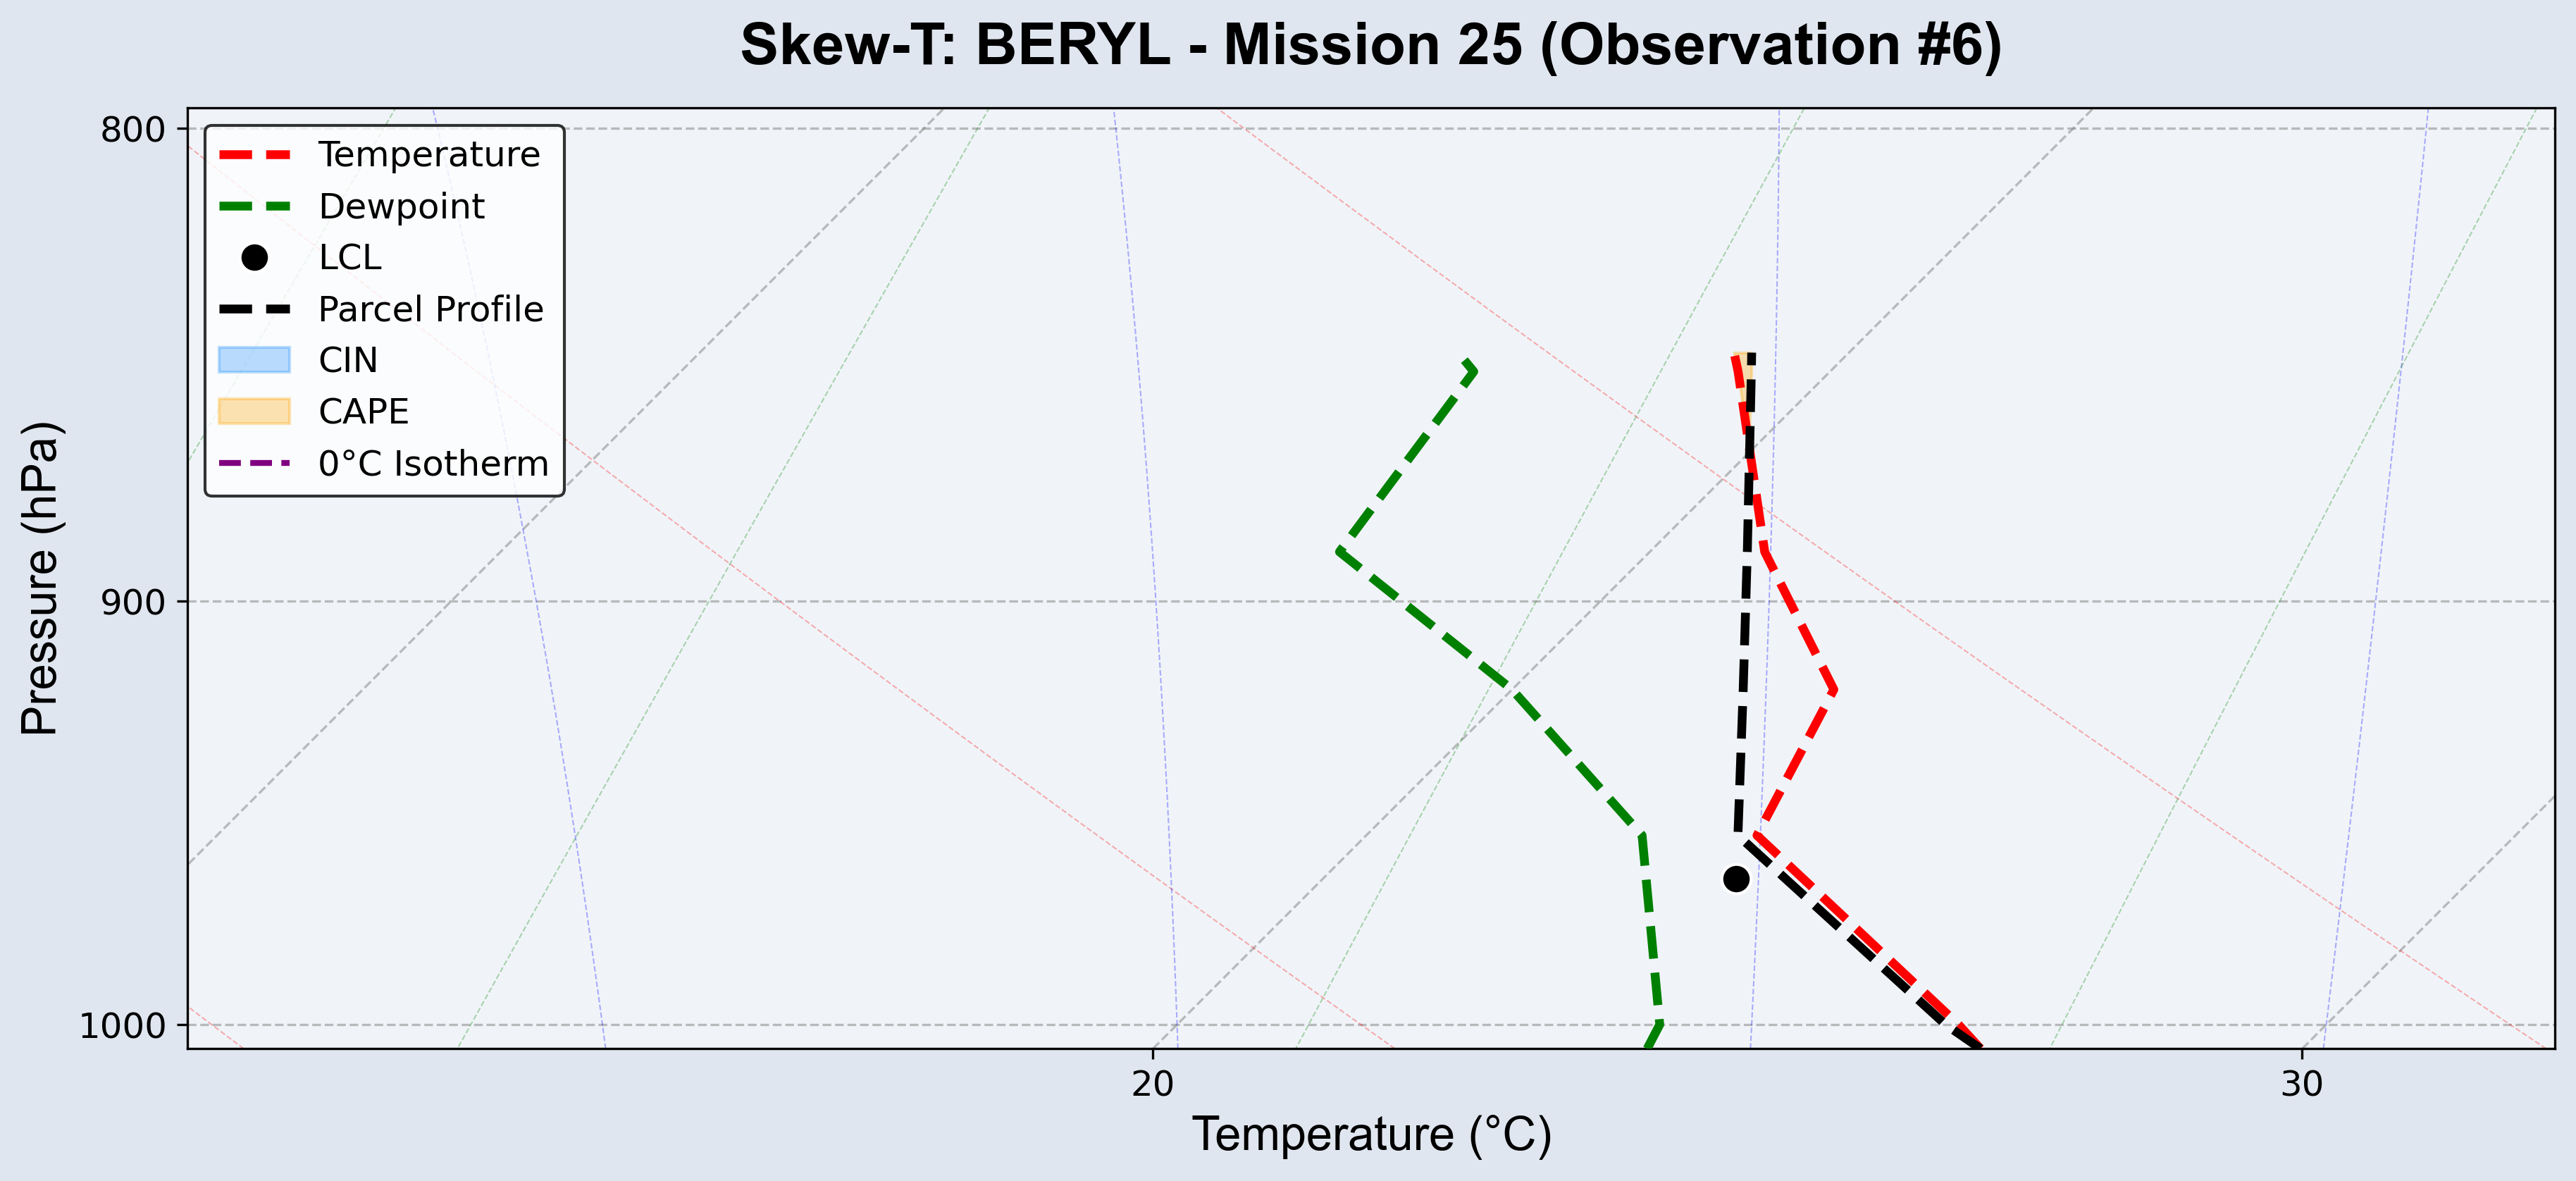 Skew-T: BERYL - Mission 25 (Observation #6)
800
900
1000
Pressure (hPa)
Temperature
Dewpoint
LCL
Parcel Profile
CIN
CAPE
0°C Isotherm
20
30
Temperature (°C)